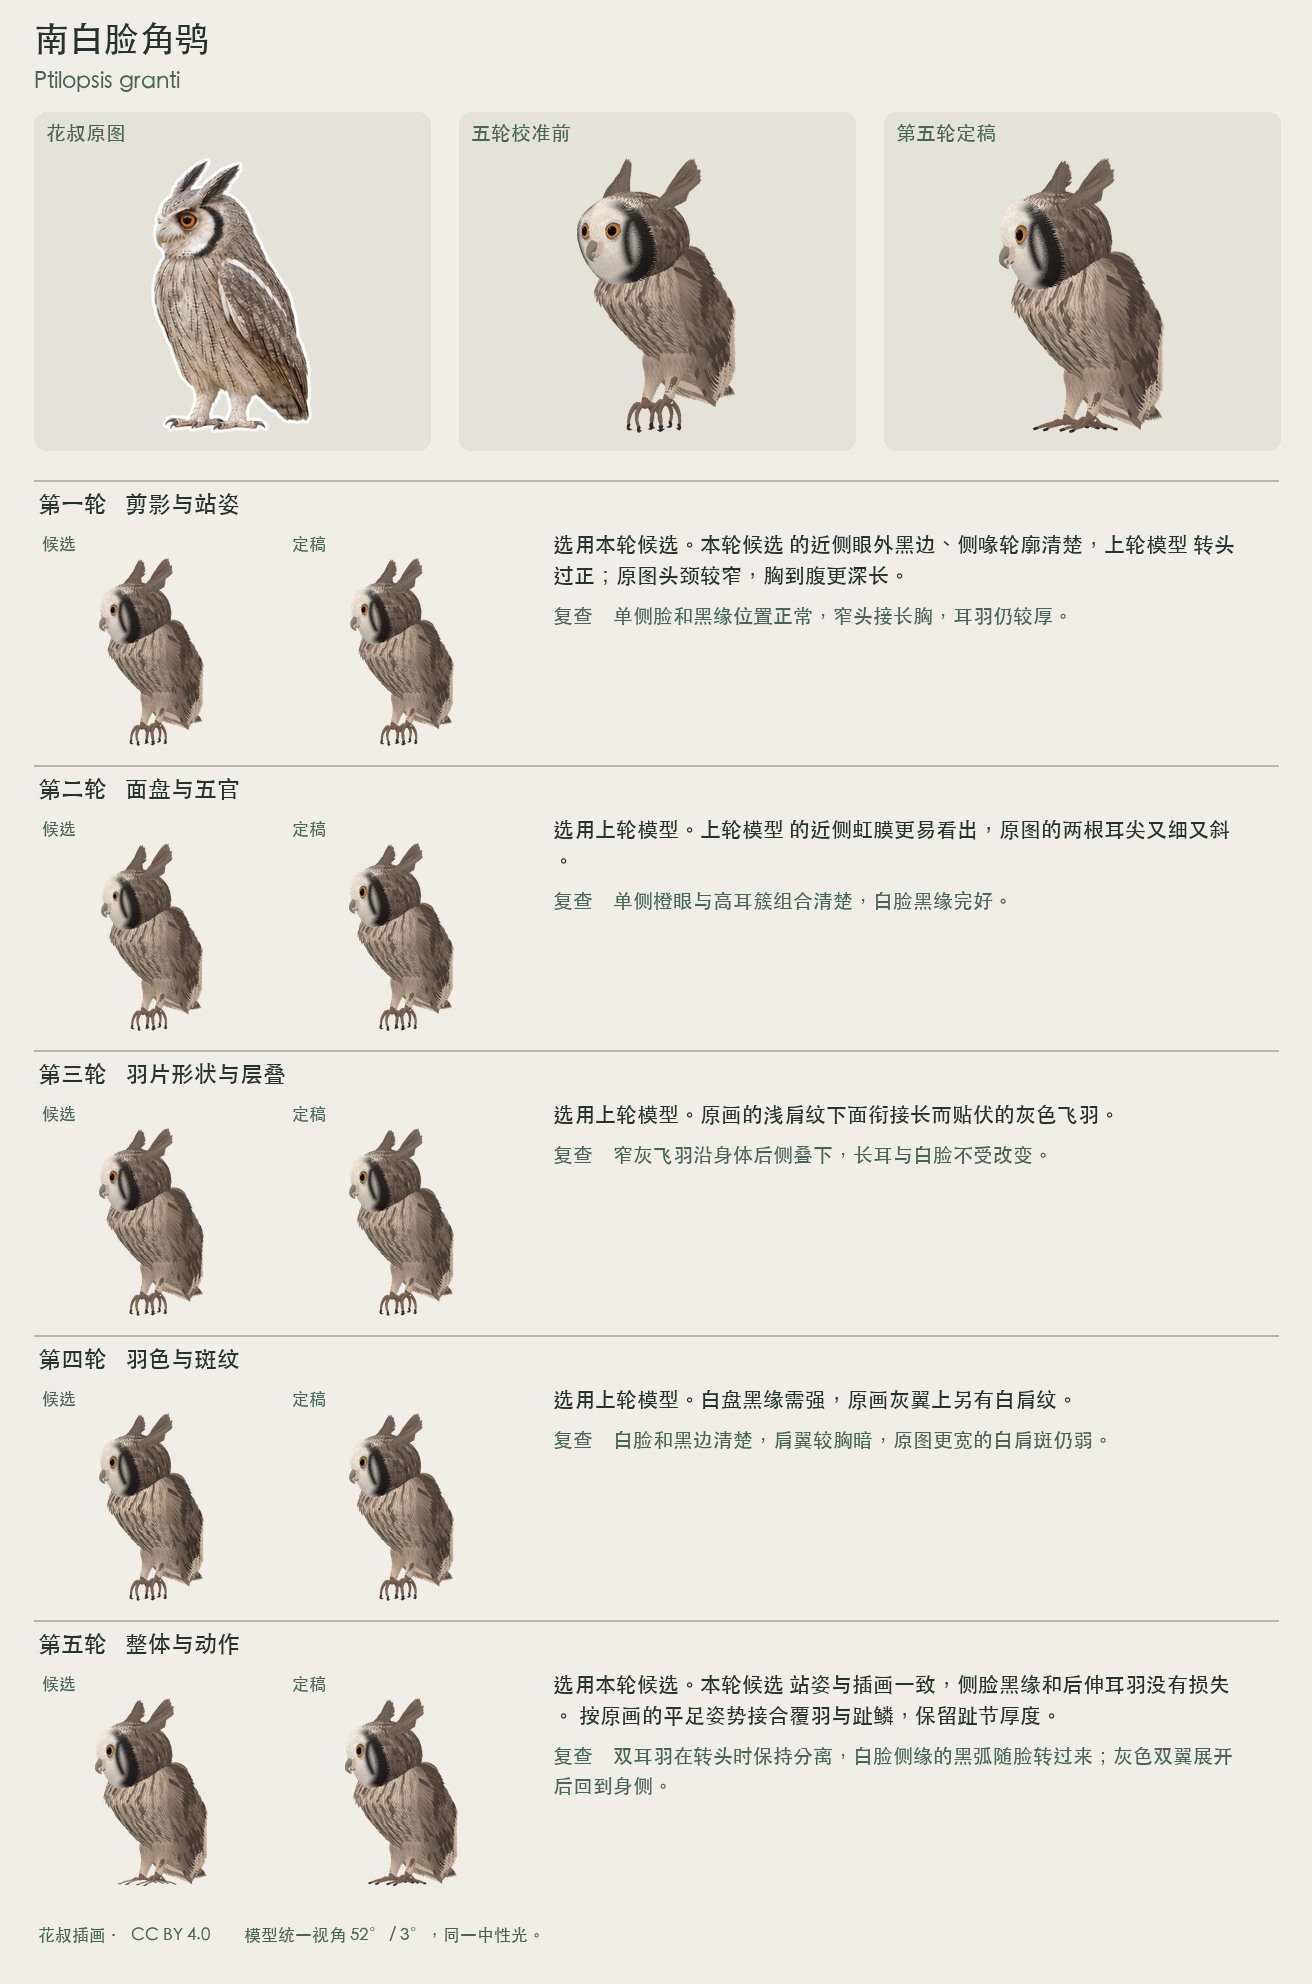 南白脸角鸮
Ptilopsis granti
花叔原图
五轮校准前
第五轮定稿
第一轮 剪影与站姿
候选
定稿
选用本轮候选。本轮候选 的近侧眼外黑边、侧喙轮廓清楚，上轮模型 转头
过正；原图头颈较窄，胸到腹更深长。
复查 单侧脸和黑缘位置正常，窄头接长胸，耳羽仍较厚。
第二轮 面盘与五官
候选
定稿
选用上轮模型。上轮模型 的近侧虹膜更易看出，原图的两根耳尖又细又斜
。
复查 单侧橙眼与高耳簇组合清楚，白脸黑缘完好。
第三轮 羽片形状与层叠
候选
定稿
选用上轮模型。原画的浅肩纹下面衔接长而贴伏的灰色飞羽。
复查 窄灰飞羽沿身体后侧叠下，长耳与白脸不受改变。
第四轮 羽色与斑纹
候选
定稿
选用上轮模型。白盘黑缘需强，原画灰翼上另有白肩纹。
复查 白脸和黑边清楚，肩翼较胸暗，原图更宽的白肩斑仍弱。
第五轮 整体与动作
候选
定稿
选用本轮候选。本轮候选 站姿与插画一致，侧脸黑缘和后伸耳羽没有损失
。 按原画的平足姿势接合覆羽与趾鳞，保留趾节厚度。
复查 双耳羽在转头时保持分离，白脸侧缘的黑弧随脸转过来；灰色双翼展开
后回到身侧。
花叔插画 · CC BY 4.0 模型统一视角 52° / 3° ，同一中性光。